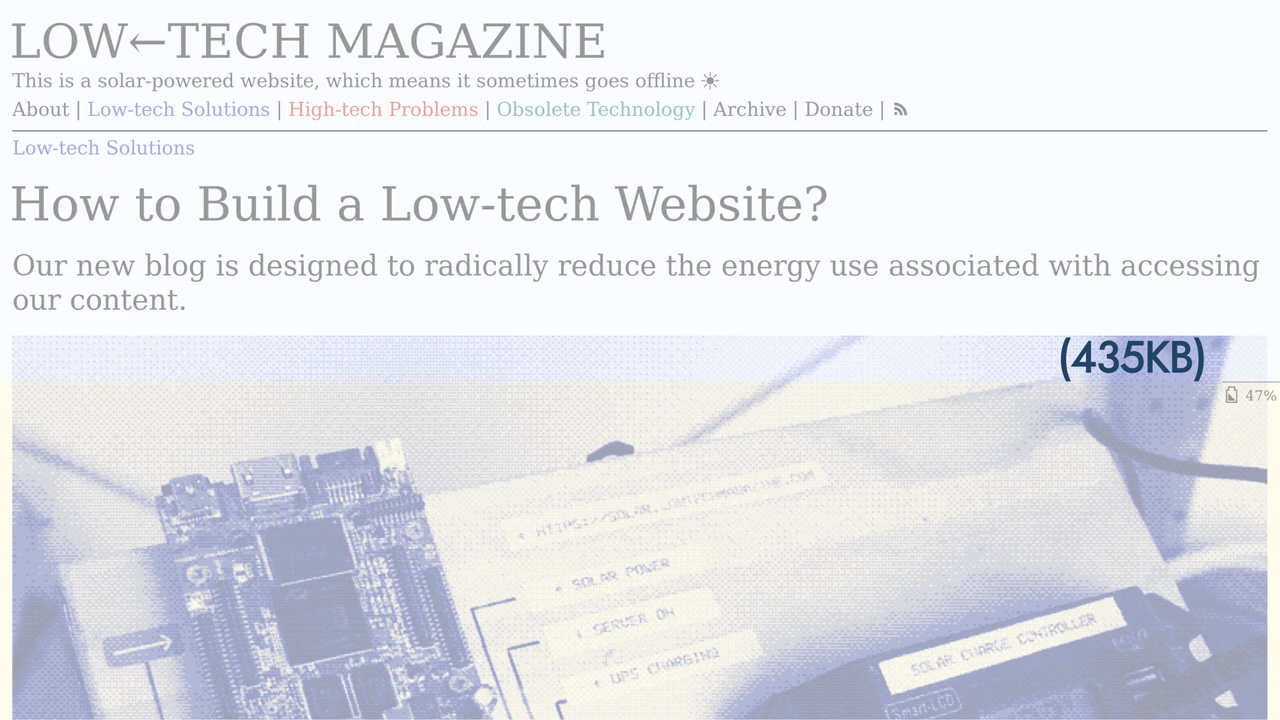 LOW←TECH MAGAZINE
This is a solar-powered website, which means it sometimes goes offline ☀
About | Low-tech Solutions | High-tech Problems | Obsolete Technology | Archive | Donate |
Low-tech Solutions
How to Build a Low-tech Website?
Our new blog is designed to radically reduce the energy use associated with accessing
our content.
(435KB)
47%
HTTPS://SOLAR.LOWTECHMAGAZINE.COM
SOLAR POWER
SERVER ON
UPS CHARGING
SOLAR CHARGE CONTROLLER
Smart-LCD